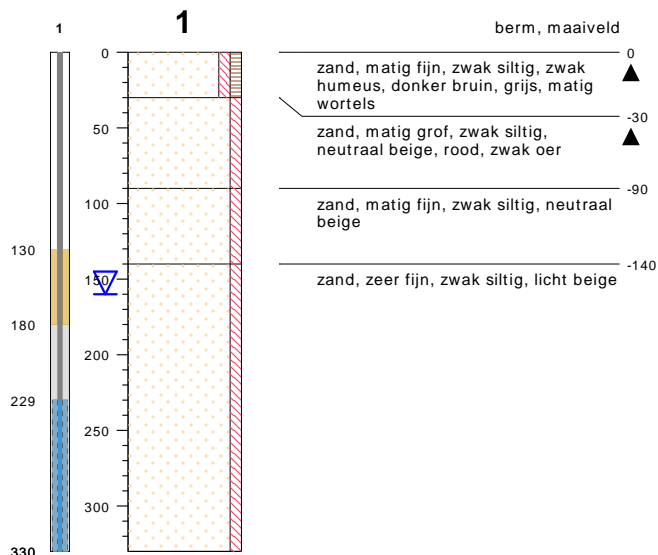 1
1
berm, maaiveld
0
0
zand, matig fijn, zwak siltig, zwak
humeus, donker bruin, grijs, matig
wortels
-30
50
zand, matig grof, zwak siltig,
neutraal beige, rood, zwak oer
-90
100
zand, matig fijn, zwak siltig, neutraal
beige
130
-140
150
zand, zeer fijn, zwak siltig, licht beige
180
200
229
250
300
330